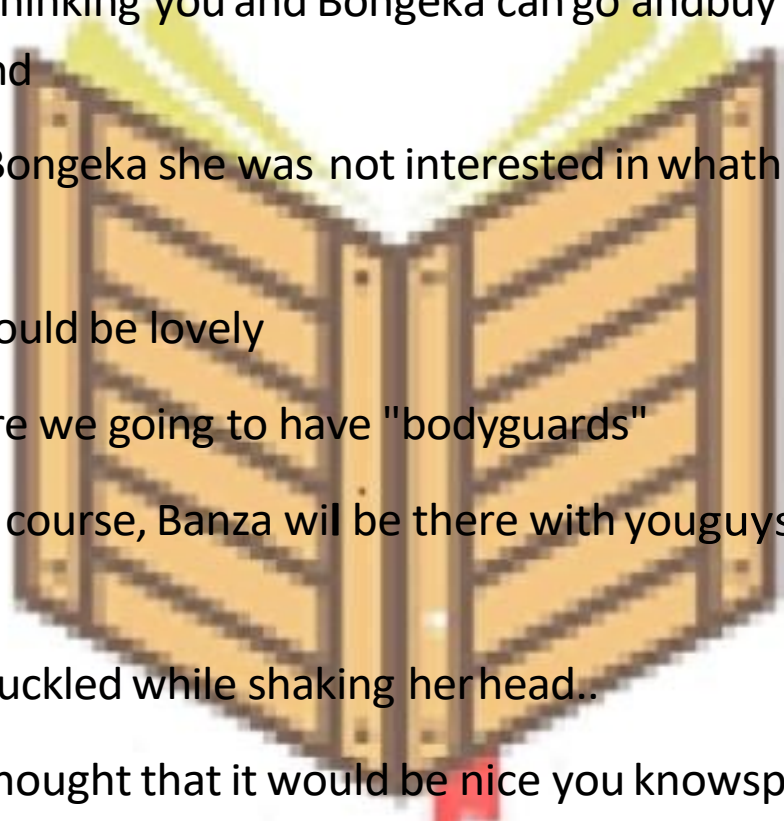 hinking you and Bongeka can go andbuy
nd
Bongeka she was not interested in whath
ould be lovely
re we going to have "bodyguards"
course, Banza wil be there with youguys
uckled while shaking herhead..
hought that it would be nice you knowsp